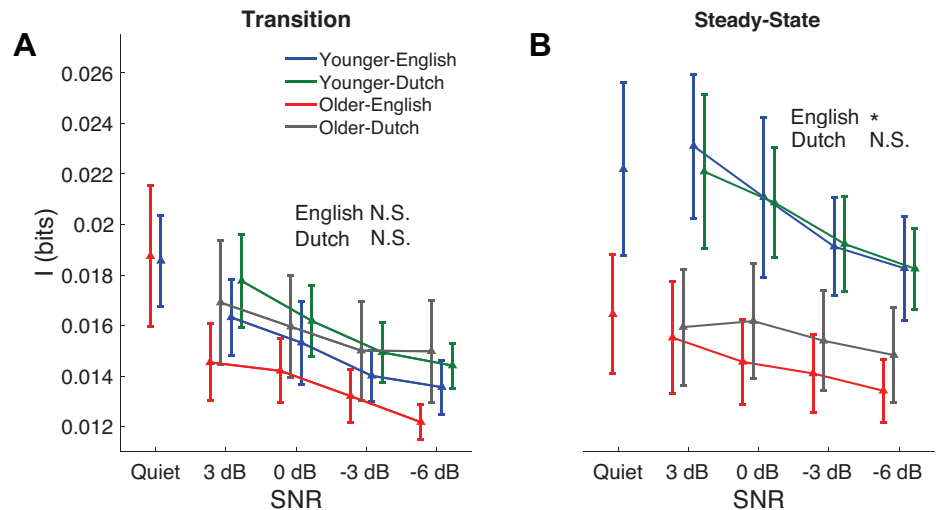 Transition
A
0.026
0.024
0.022
0.02
0.018
0.016
0.014
0.012
I (bits)
Younger-English
Younger-Dutch
Older-English
Older-Dutch
English N.S.
Dutch N.S.
Quiet 3 dB 0 dB -3 dB -6 dB
SNR
Steady-State
B
English *
Dutch N.S.
Quiet 3 dB 0 dB -3 dB -6 dB
SNR